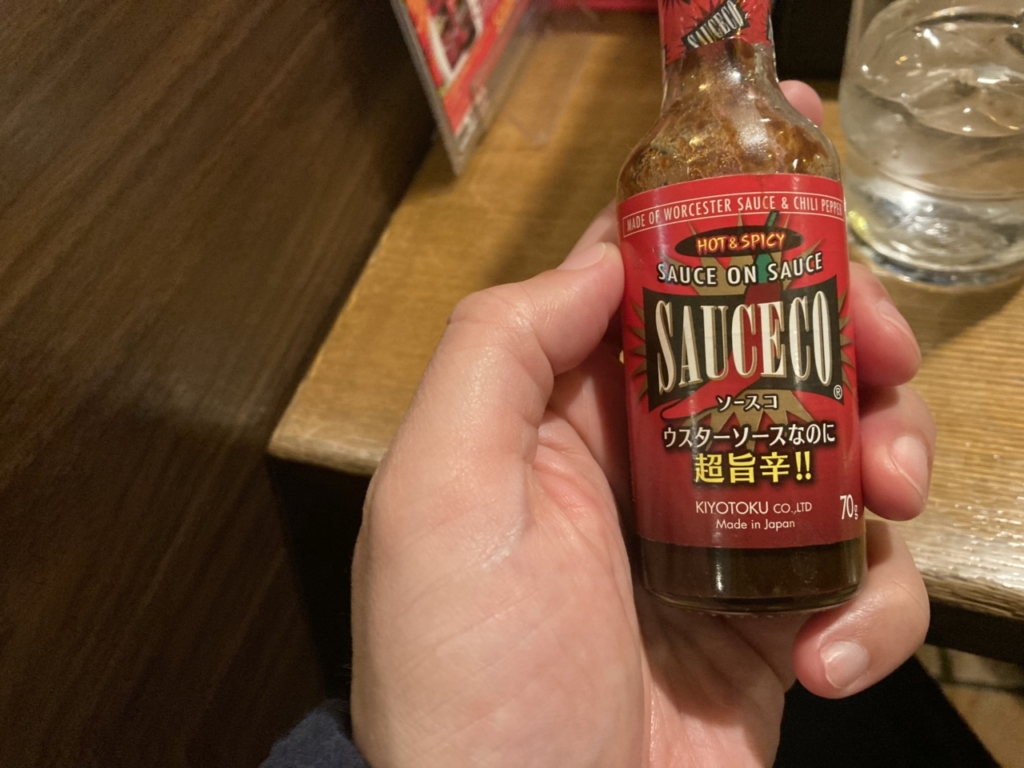 SAUCECO
MADE OF WORCESTER SAUCE & CHILI PEPPER
HOT & SPICY
SAUCE ON SAUCE
SAUCECO®
ソースコ
ウスターソースなのに
超旨辛!!
KIYOTOKU CO.,LTD
Made in Japan
70g